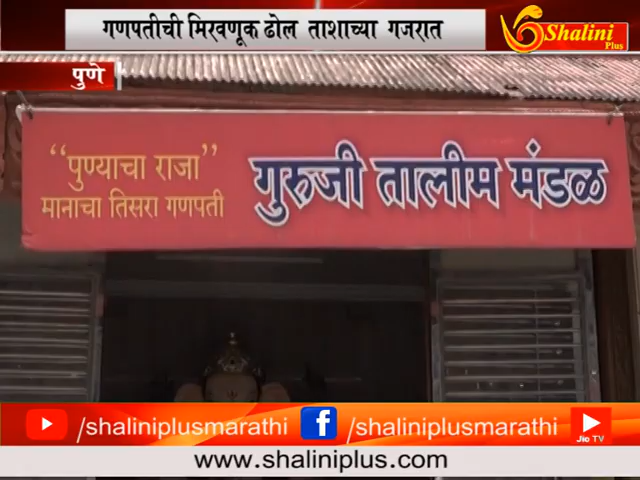 गणपतीची मिरवणूक ढोल ताशाच्या गजरात
Shalini
Plus
पुणे
“पुण्याचा राजा”
मानाचा तिसरा गणपती
गुरुजी तालीम मंडळ
/shaliniplusmarathi
/shaliniplusmarathi
Jio TV
www.shaliniplus.com